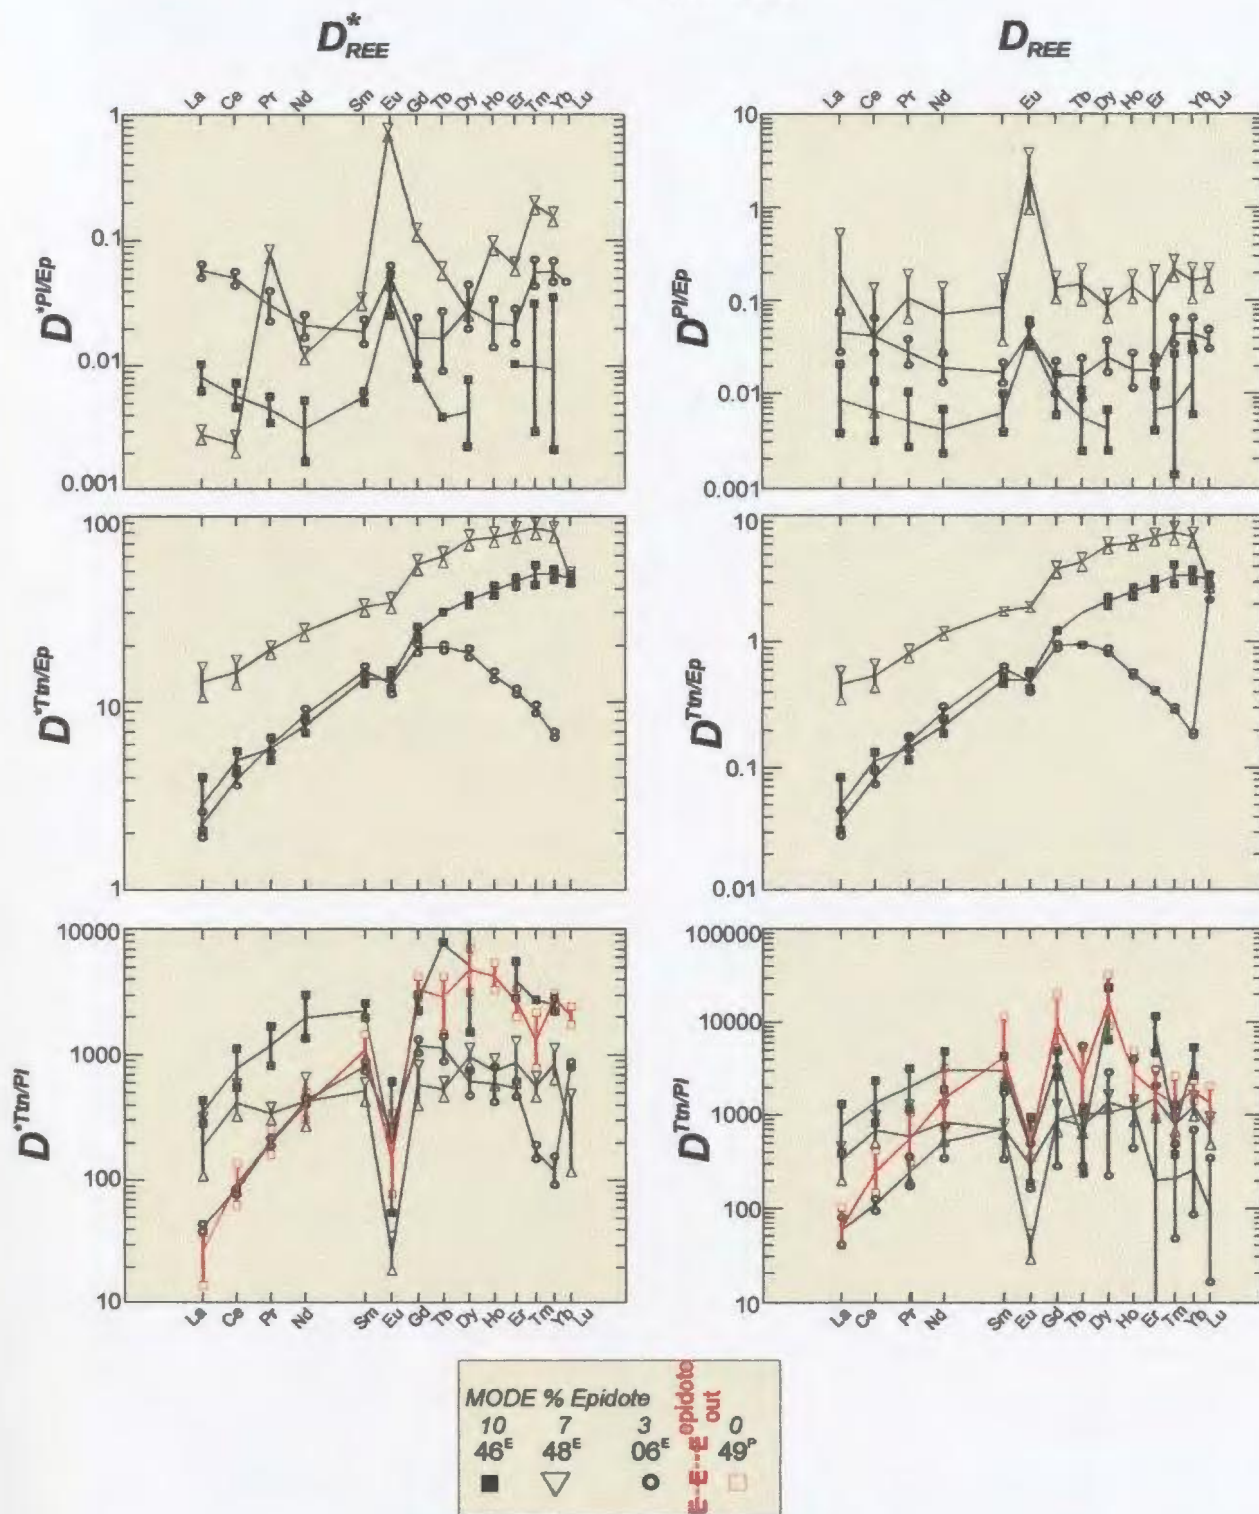 D*REE
DREE
La Ce Pr Nd Sm Eu Gd Tb Dy Ho Er Tm Yb Lu
La Ce Pr Nd Eu Tb Dy Ho Er Yb Lu
D*Pl/Ep
1
0.1
0.01
0.001
DPl/Ep
10
1
0.1
0.01
0.001
D*Ttn/Ep
100
10
1
DTtn/Ep
10
1
0.1
0.01
D*Ttn/Pl
10000
1000
100
10
DTtn/Pl
100000
10000
1000
100
10
La Ce Pr Nd Sm Eu Gd Tb Dy Ho Er Tm Yb Lu
La Ce Pr Nd Sm Eu Gd Tb Dy Ho Er Tm Yb Lu
MODE % Epidote
10 7 3 0
46E 48E 06E 49P
E--E--E epidote out